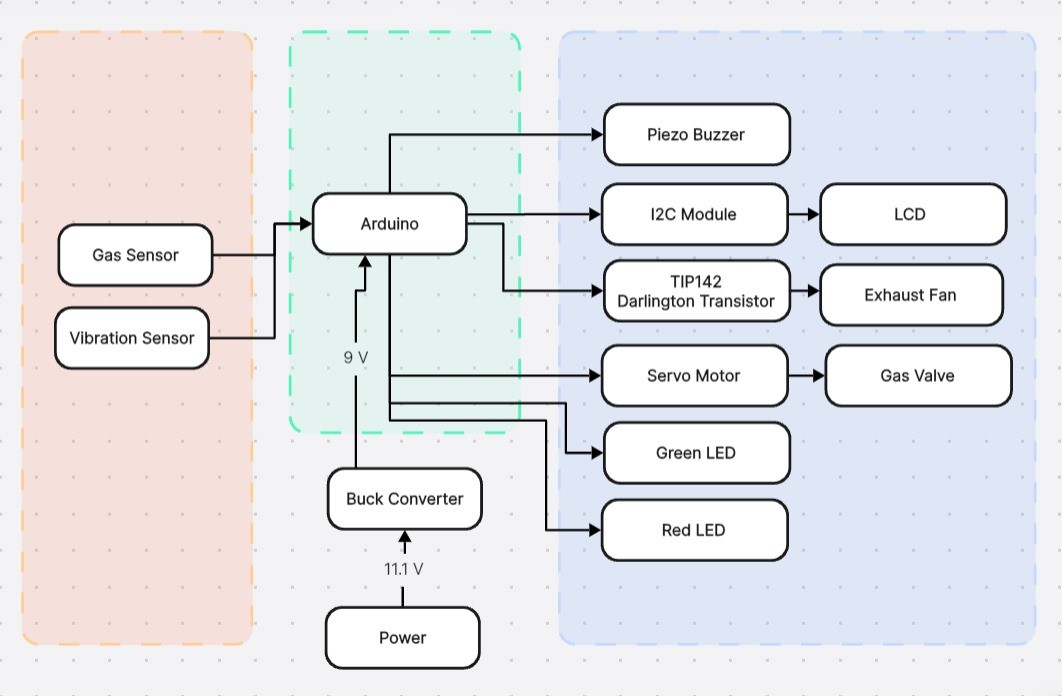 Piezo Buzzer
Arduino
I2C Module
LCD
Gas Sensor
TIP142
Darlington Transistor
Exhaust Fan
Vibration Sensor
9 V
Servo Motor
Gas Valve
Green LED
Buck Converter
Red LED
11.1 V
Power